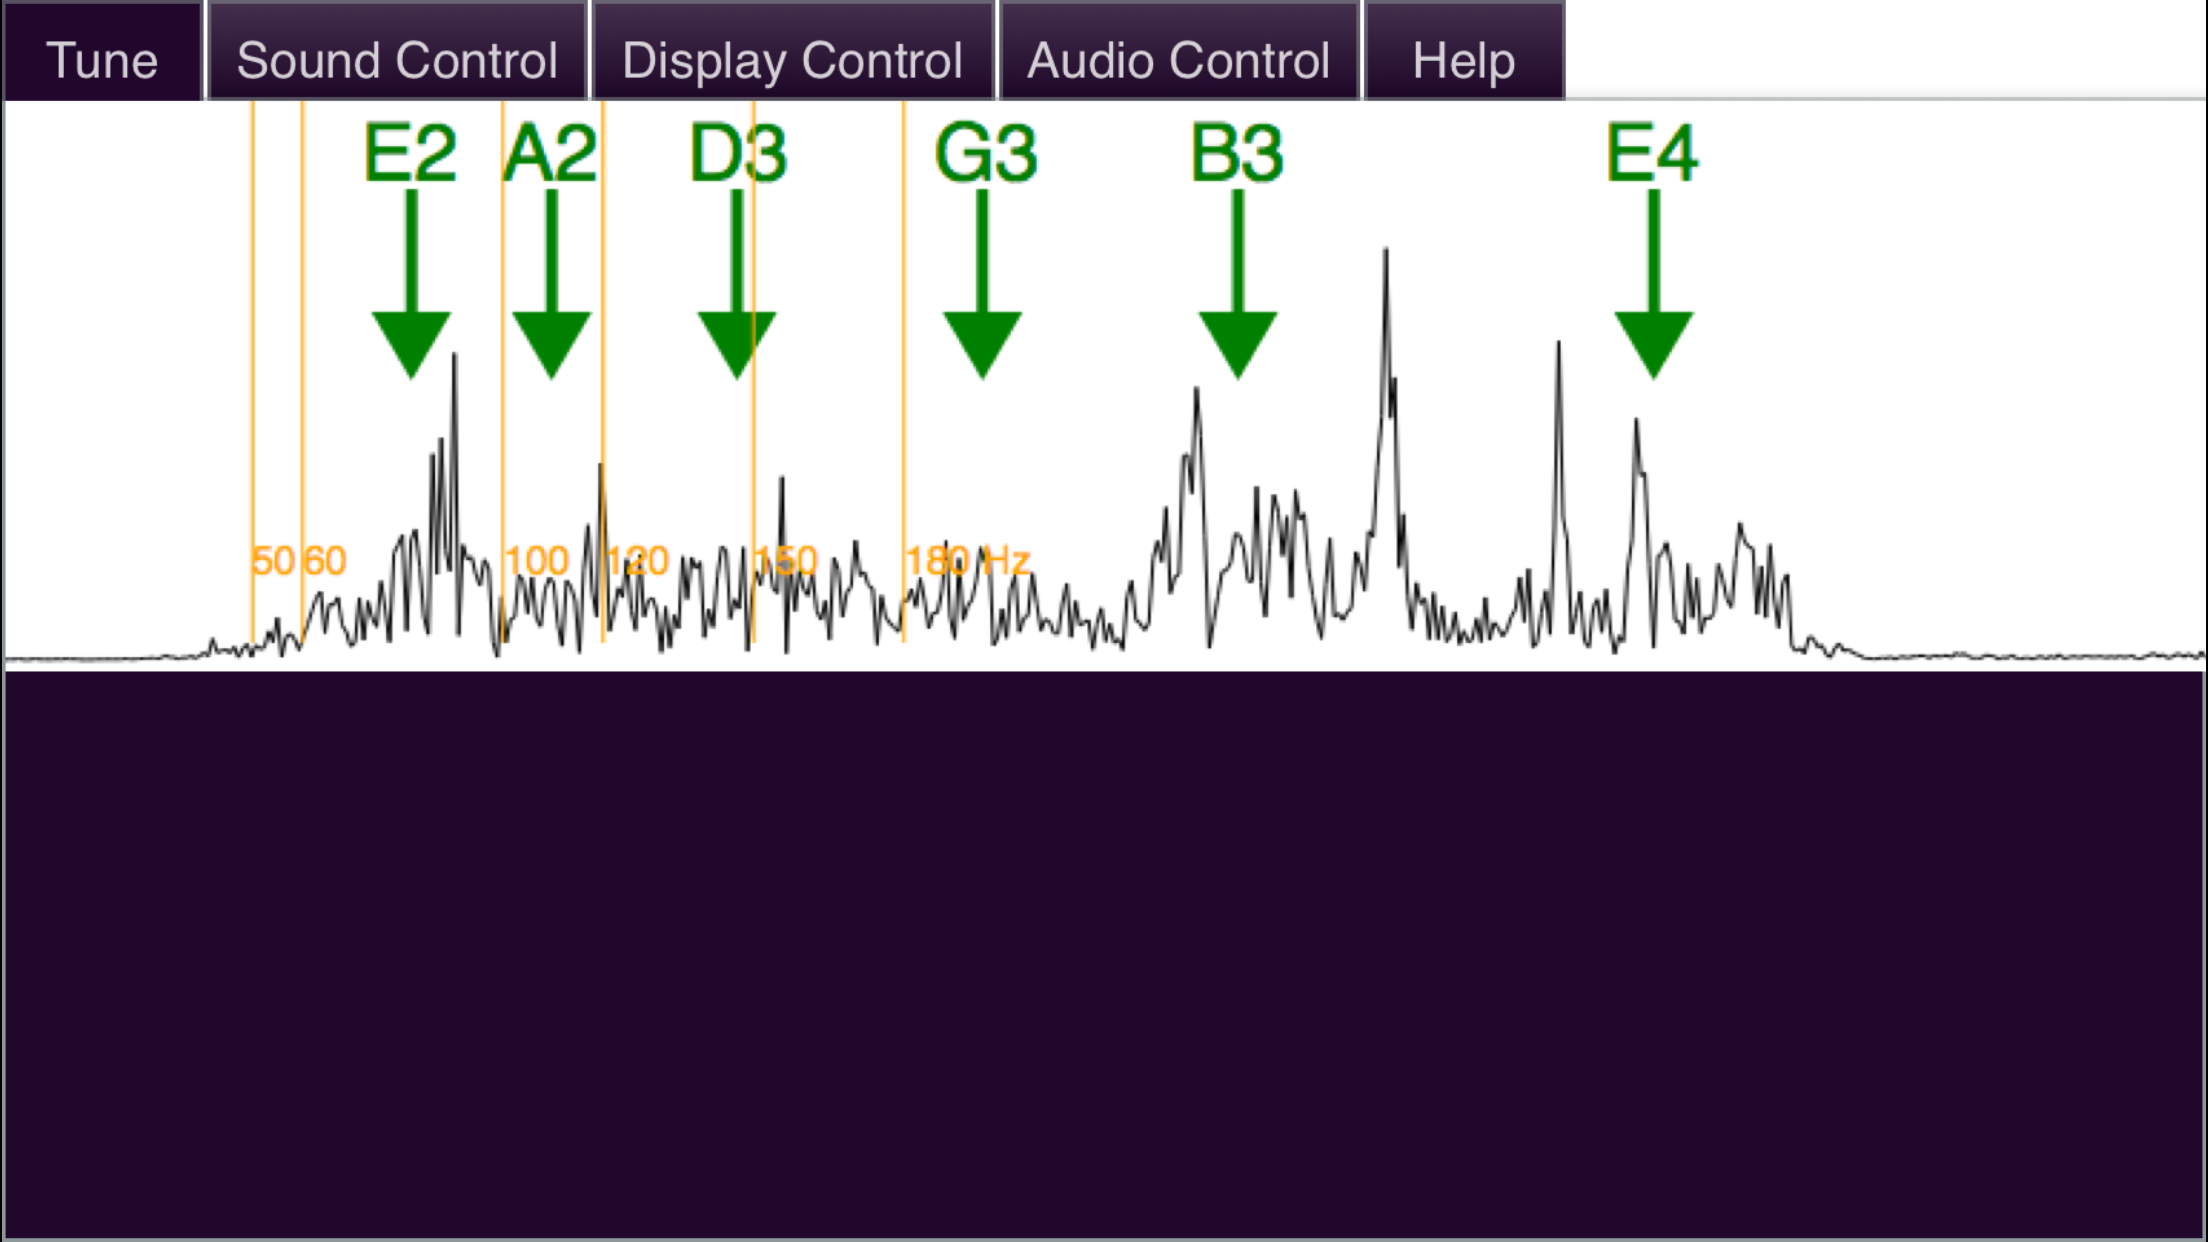 Tune Sound Control Display Control Audio Control Help
E2 A2 D3 G3 B3 E4
50 60 100 120 150 180 Hz